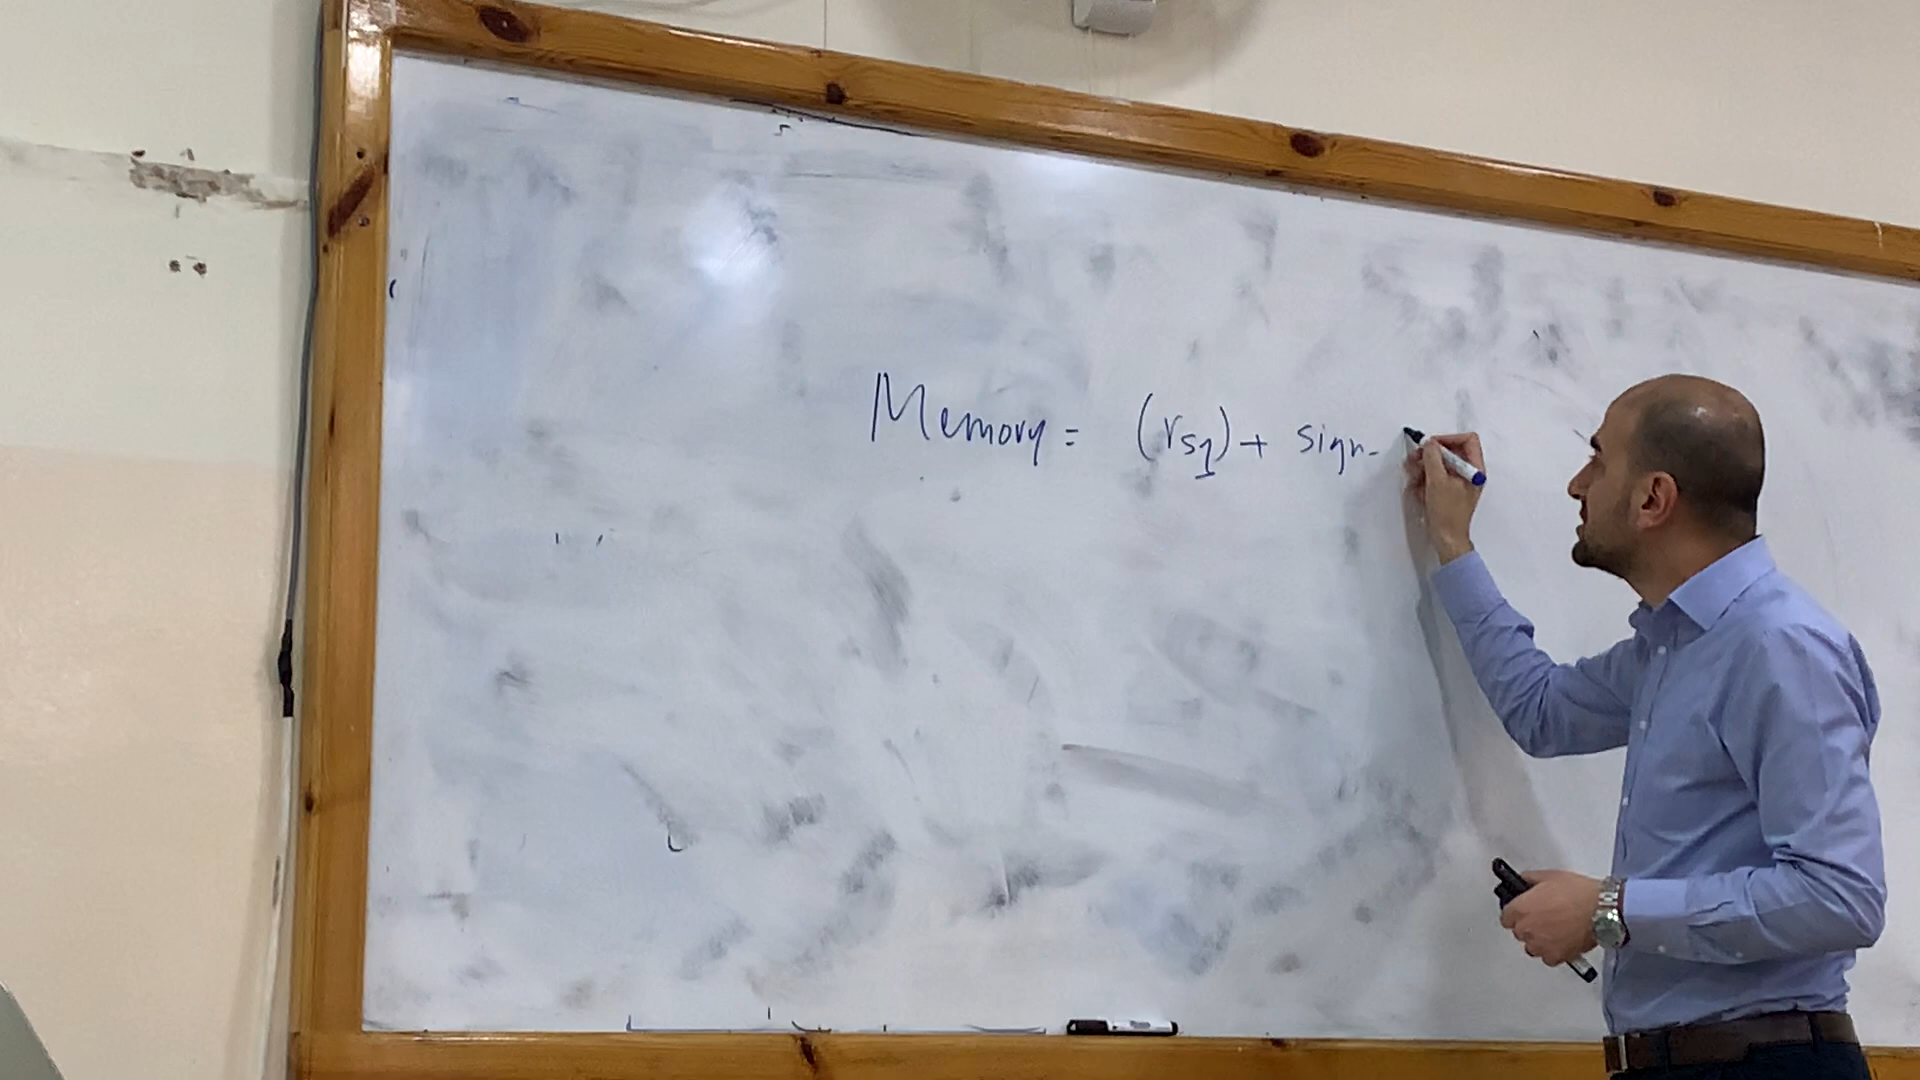 Memory = (rs1) + sign-